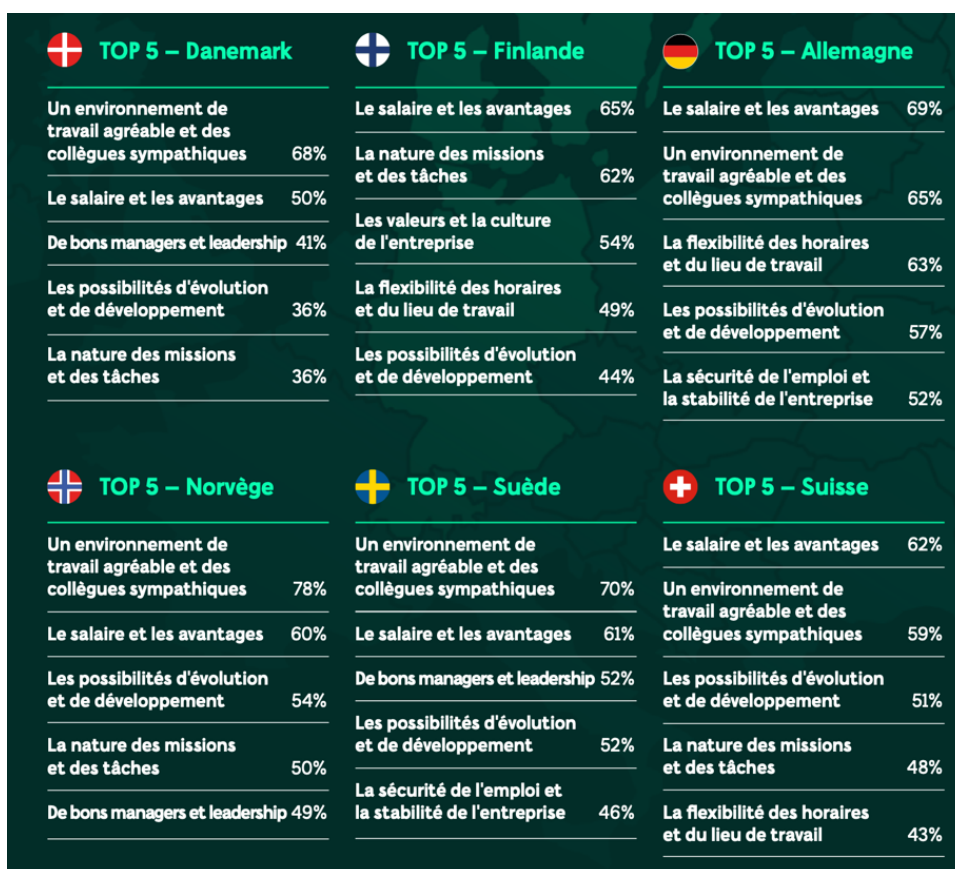 TOP 5 – Danemark
Un environnement de
travail agréable et des
collègues sympathiques 68%
Le salaire et les avantages 50%
De bons managers et leadership 41%
Les possibilités d'évolution
et de développement 36%
La nature des missions
et des tâches 36%
TOP 5 – Finlande
Le salaire et les avantages 65%
La nature des missions
et des tâches 62%
Les valeurs et la culture
de l'entreprise 54%
La flexibilité des horaires
et du lieu de travail 49%
Les possibilités d'évolution
et de développement 44%
TOP 5 – Allemagne
Le salaire et les avantages 69%
Un environnement de
travail agréable et des
collègues sympathiques 65%
La flexibilité des horaires
et du lieu de travail 63%
Les possibilités d'évolution
et de développement 57%
La sécurité de l'emploi et
la stabilité de l'entreprise 52%
TOP 5 – Norvège
Un environnement de
travail agréable et des
collègues sympathiques 78%
Le salaire et les avantages 60%
Les possibilités d'évolution
et de développement 54%
La nature des missions
et des tâches 50%
De bons managers et leadership 49%
TOP 5 – Suède
Un environnement de
travail agréable et des
collègues sympathiques 70%
Le salaire et les avantages 61%
De bons managers et leadership 52%
Les possibilités d'évolution
et de développement 52%
La sécurité de l'emploi et
la stabilité de l'entreprise 46%
TOP 5 – Suisse
Le salaire et les avantages 62%
Un environnement de
travail agréable et des
collègues sympathiques 59%
Les possibilités d'évolution
et de développement 51%
La nature des missions
et des tâches 48%
La flexibilité des horaires
et du lieu de travail 43%